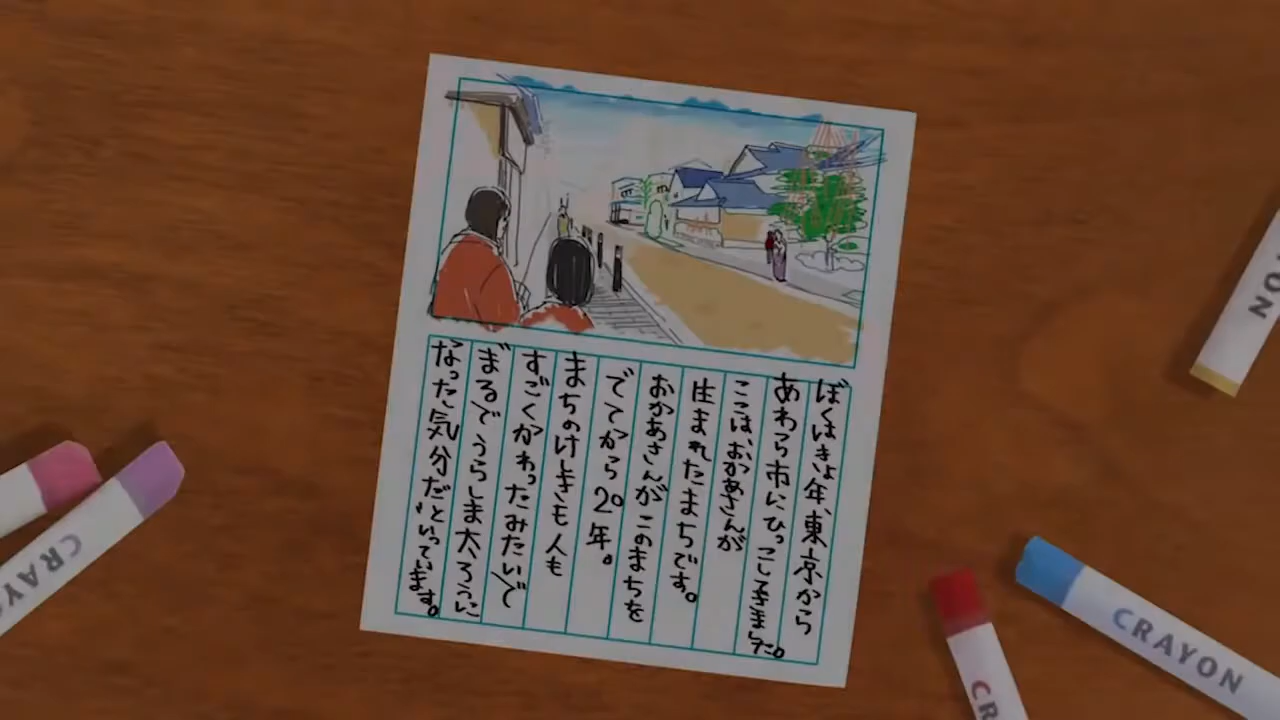 ぼくはきょ年、東京から
あわら市にひっこしてきました。
ここは、おかあさんが
生まれたまちです。
おかあさんがこのまちを
でてから20年。
まちのけしきも人も
すごくかわったみたいで
まるでうらしま太ろうに
なった気分だといっています。
CRAYON
CRAY
CR
YON